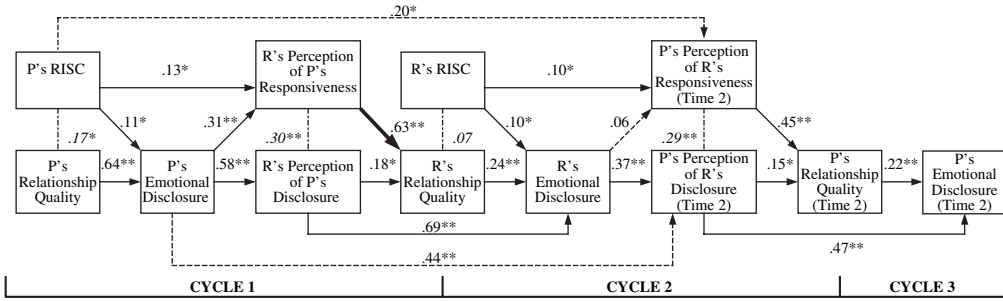 .20*
P's RISC
R's Perception
of P's
Responsiveness
R's RISC
P's Perception
of R's
Responsiveness
(Time 2)
.13*
.10*
.17*
.11*
.31**
.30**
.63**
.07
.10*
.06
.29**
.45**
P's
Relationship
Quality
.64**
P's
Emotional
Disclosure
.58**
R's Perception
of P's
Disclosure
.18*
R's
Relationship
Quality
.24**
R's
Emotional
Disclosure
.37**
P's Perception
of R's
Disclosure
(Time 2)
.15*
P's
Relationship
Quality
(Time 2)
.22**
P's
Emotional
Disclosure
(Time 2)
.69**
.44**
.47**
CYCLE 1
CYCLE 2
CYCLE 3